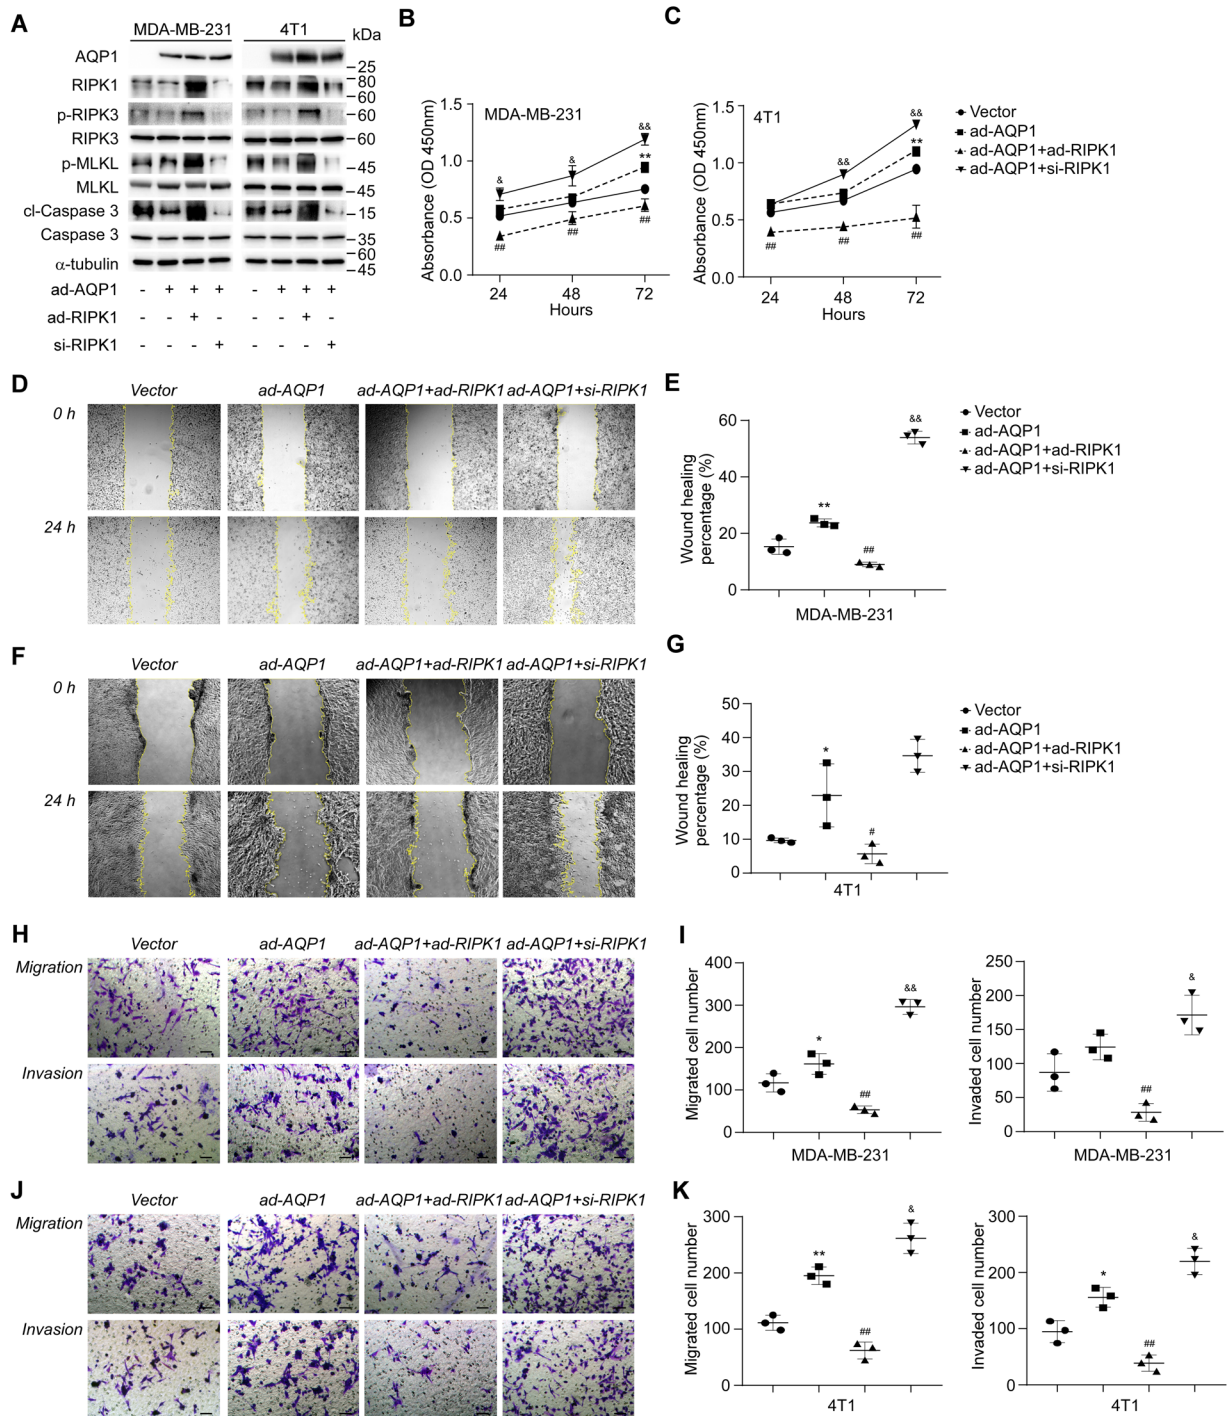 A
MDA-MB-231 4T1 kDa
AQP1
25
RIPK1 80
60
p-RIPK3 60
RIPK3 60
p-MLKL 45
MLKL 45
cl-Caspase 3 15
Caspase 3 35
60
α-tubulin 45
ad-AQP1 - + + + - + + +
ad-RIPK1 - - + - - - + -
si-RIPK1 - - - + - - - +
B
MDA-MB-231
Absorbance (OD 450nm)
1.5
1.0
0.5
0.0
& & &&
**
## ## ##
24 48 72
Hours
C
4T1
Absorbance (OD 450nm)
1.5
1.0
0.5
0.0
&& &&
**
## ## ##
24 48 72
Hours
Vector
ad-AQP1
ad-AQP1+ad-RIPK1
ad-AQP1+si-RIPK1
D
Vector ad-AQP1 ad-AQP1+ad-RIPK1 ad-AQP1+si-RIPK1
0 h
24 h
E
Wound healing
percentage (%)
60
40
20
0
** ## &&
MDA-MB-231
Vector
ad-AQP1
ad-AQP1+ad-RIPK1
ad-AQP1+si-RIPK1
F
Vector ad-AQP1 ad-AQP1+ad-RIPK1 ad-AQP1+si-RIPK1
0 h
24 h
G
Wound healing
percentage (%)
50
40
30
20
10
0
* #
4T1
Vector
ad-AQP1
ad-AQP1+ad-RIPK1
ad-AQP1+si-RIPK1
H
Vector ad-AQP1 ad-AQP1+ad-RIPK1 ad-AQP1+si-RIPK1
Migration
Invasion
I
Migrated cell number
400
300
200
100
0
* ## &&
MDA-MB-231
Invaded cell number
250
200
150
100
50
0
## &
MDA-MB-231
J
Vector ad-AQP1 ad-AQP1+ad-RIPK1 ad-AQP1+si-RIPK1
Migration
Invasion
K
Migrated cell number
300
200
100
0
** ## &
4T1
Invaded cell number
300
200
100
0
* ## &
4T1